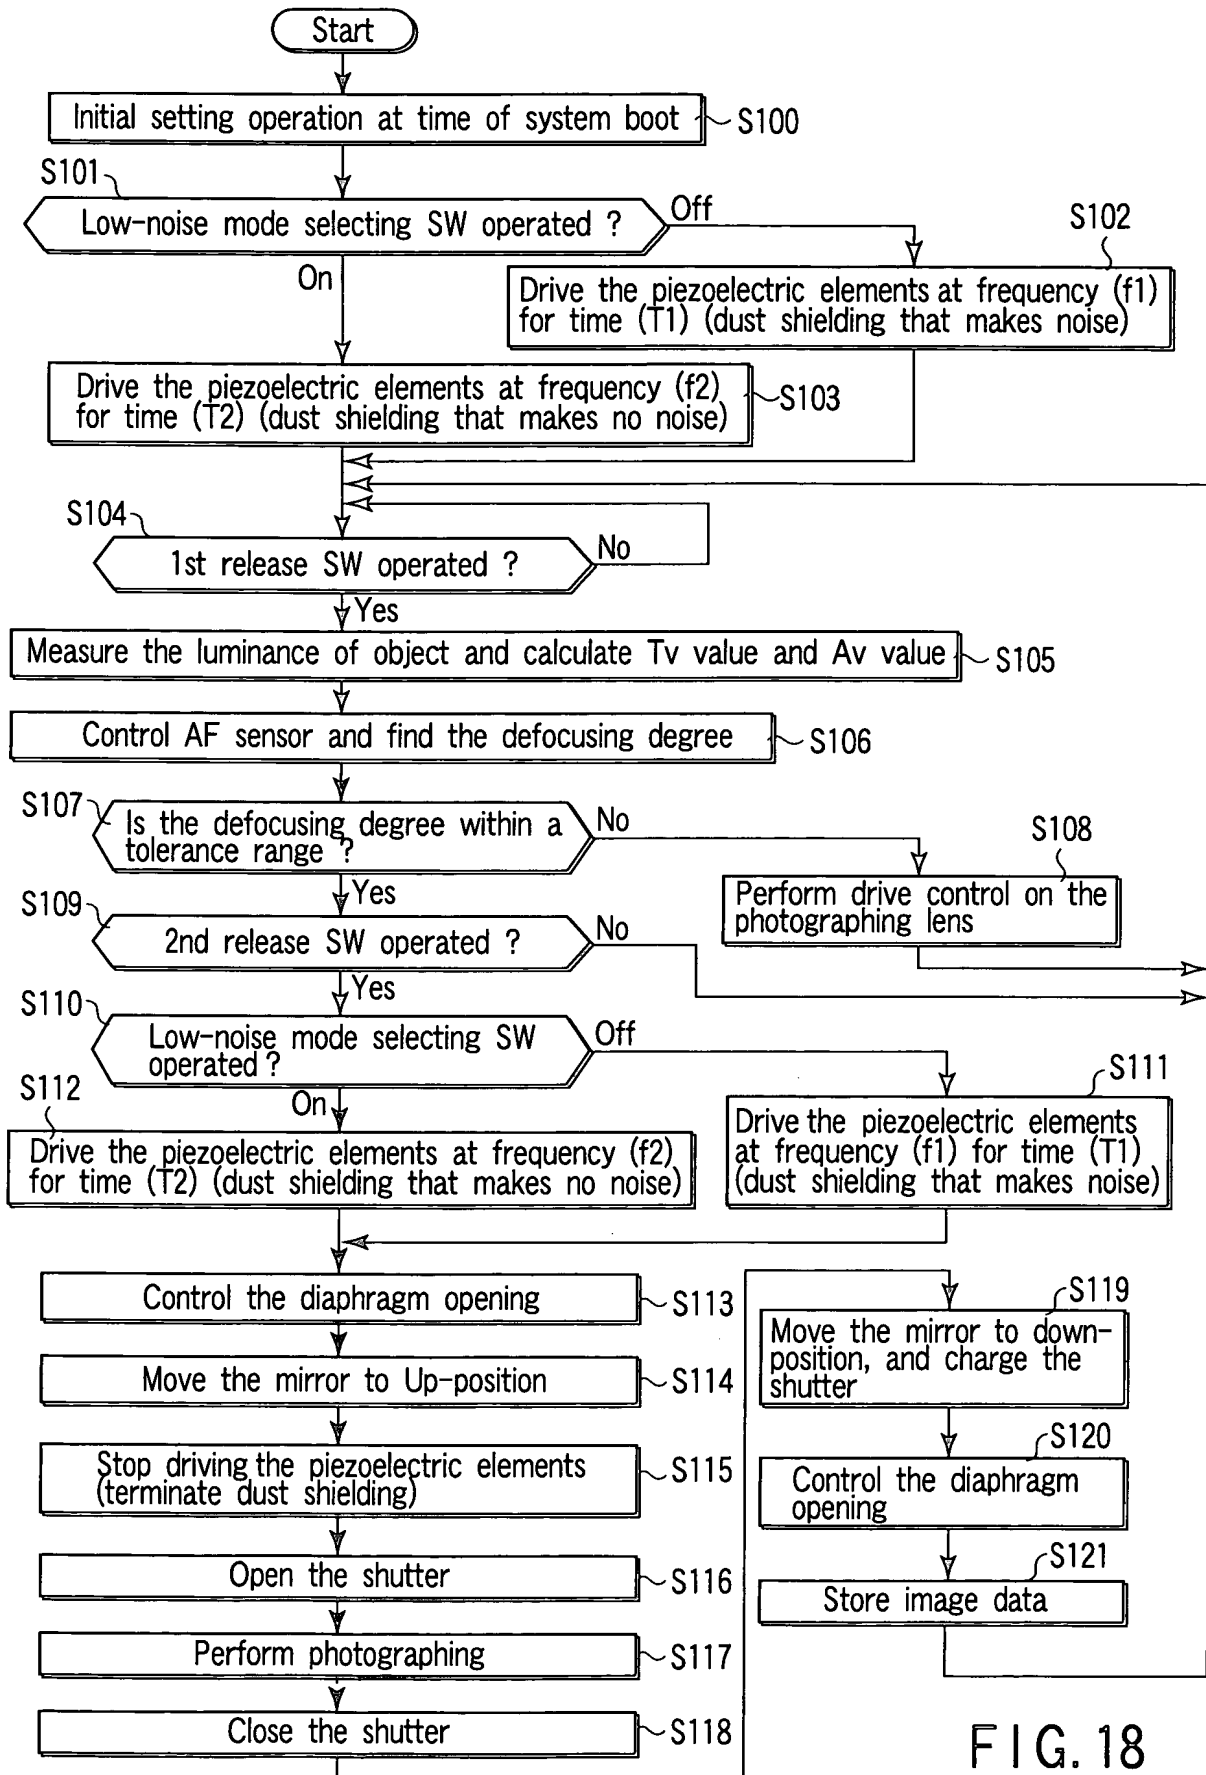 Start
Initial setting operation at time of system boot
S100
S101
Low-noise mode selecting SW operated ?
Off
On
S102
Drive the piezoelectric elements at frequency (f1)
for time (T1) (dust shielding that makes noise)
Drive the piezoelectric elements at frequency (f2)
for time (T2) (dust shielding that makes no noise)
S103
S104
1st release SW operated ?
No
Yes
Measure the luminance of object and calculate Tv value and Av value
S105
Control AF sensor and find the defocusing degree
S106
S107
Is the defocusing degree within a
tolerance range ?
No
Yes
S108
Perform drive control on the
photographing lens
S109
2nd release SW operated ?
No
Yes
S110
Low-noise mode selecting SW
operated ?
Off
On
S111
Drive the piezoelectric elements
at frequency (f1) for time (T1)
(dust shielding that makes noise)
S112
Drive the piezoelectric elements at frequency (f2)
for time (T2) (dust shielding that makes no noise)
Control the diaphragm opening
S113
Move the mirror to Up-position
S114
Stop driving the piezoelectric elements
(terminate dust shielding)
S115
Open the shutter
S116
Perform photographing
S117
Close the shutter
S118
S119
Move the mirror to down-
position, and charge the
shutter
S120
Control the diaphragm
opening
S121
Store image data
FIG. 18